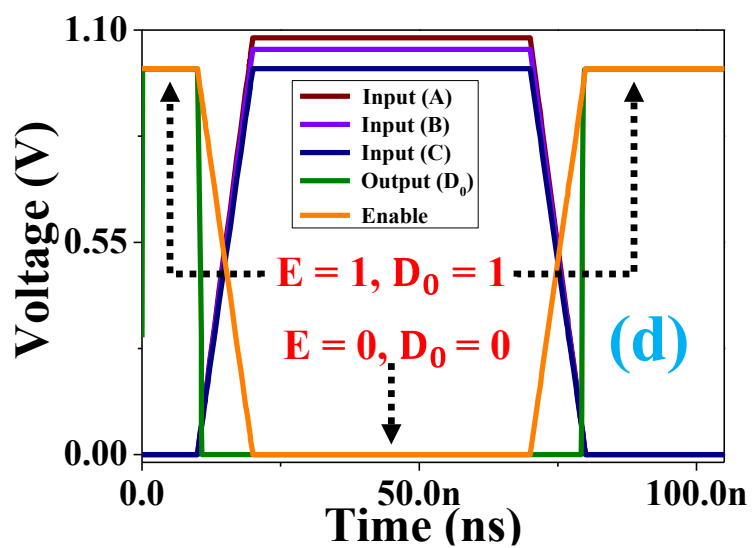 1.10
0.55
0.00
Voltage (V)
Input (A)
Input (B)
Input (C)
Output (D₀)
Enable
E = 1, D₀ = 1
E = 0, D₀ = 0
(d)
0.0
50.0n
100.0n
Time (ns)